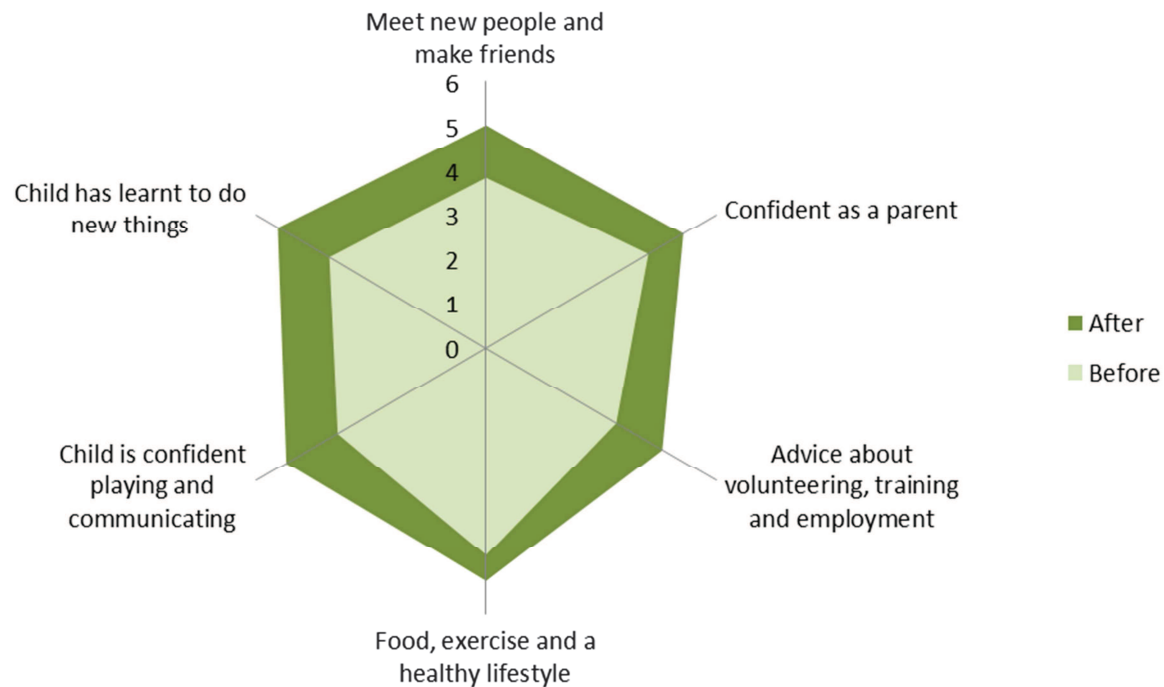 Meet new people and
make friends
6
5
4
3
2
1
0
Confident as a parent
Advice about
volunteering, training
and employment
Food, exercise and a
healthy lifestyle
Child is confident
playing and
communicating
Child has learnt to do
new things
After
Before